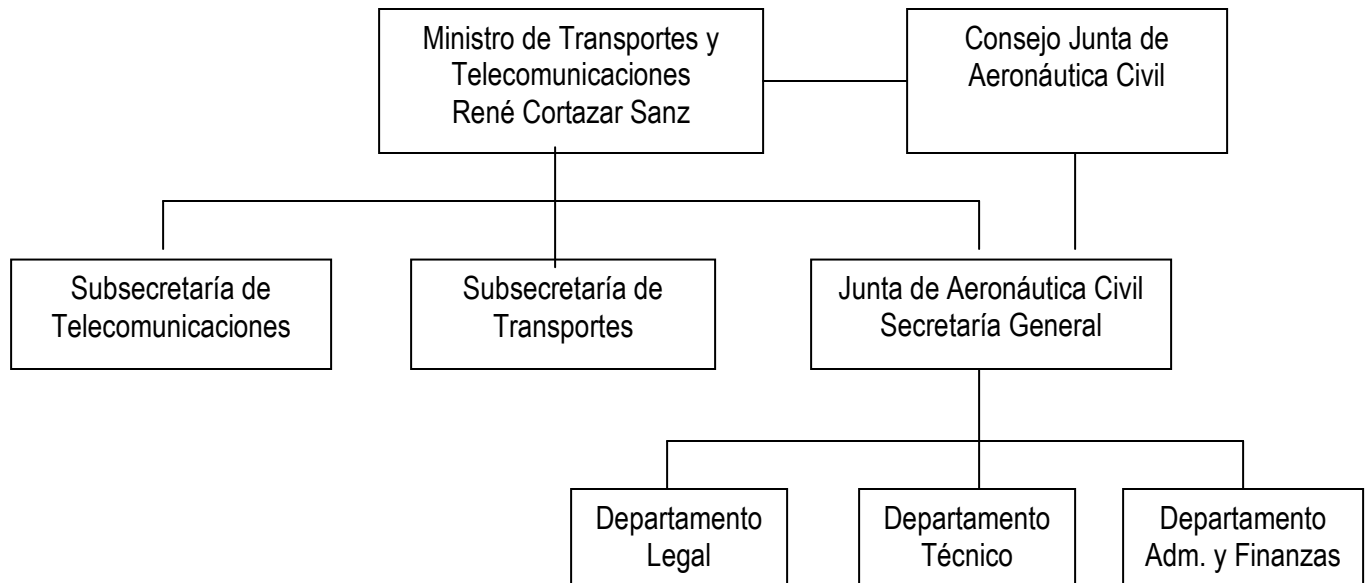 Ministro de Transportes y
Telecomunicaciones
René Cortazar Sanz
Consejo Junta de
Aeronáutica Civil
Subsecretaría de
Telecomunicaciones
Subsecretaría de
Transportes
Junta de Aeronáutica Civil
Secretaría General
Departamento
Legal
Departamento
Técnico
Departamento
Adm. y Finanzas